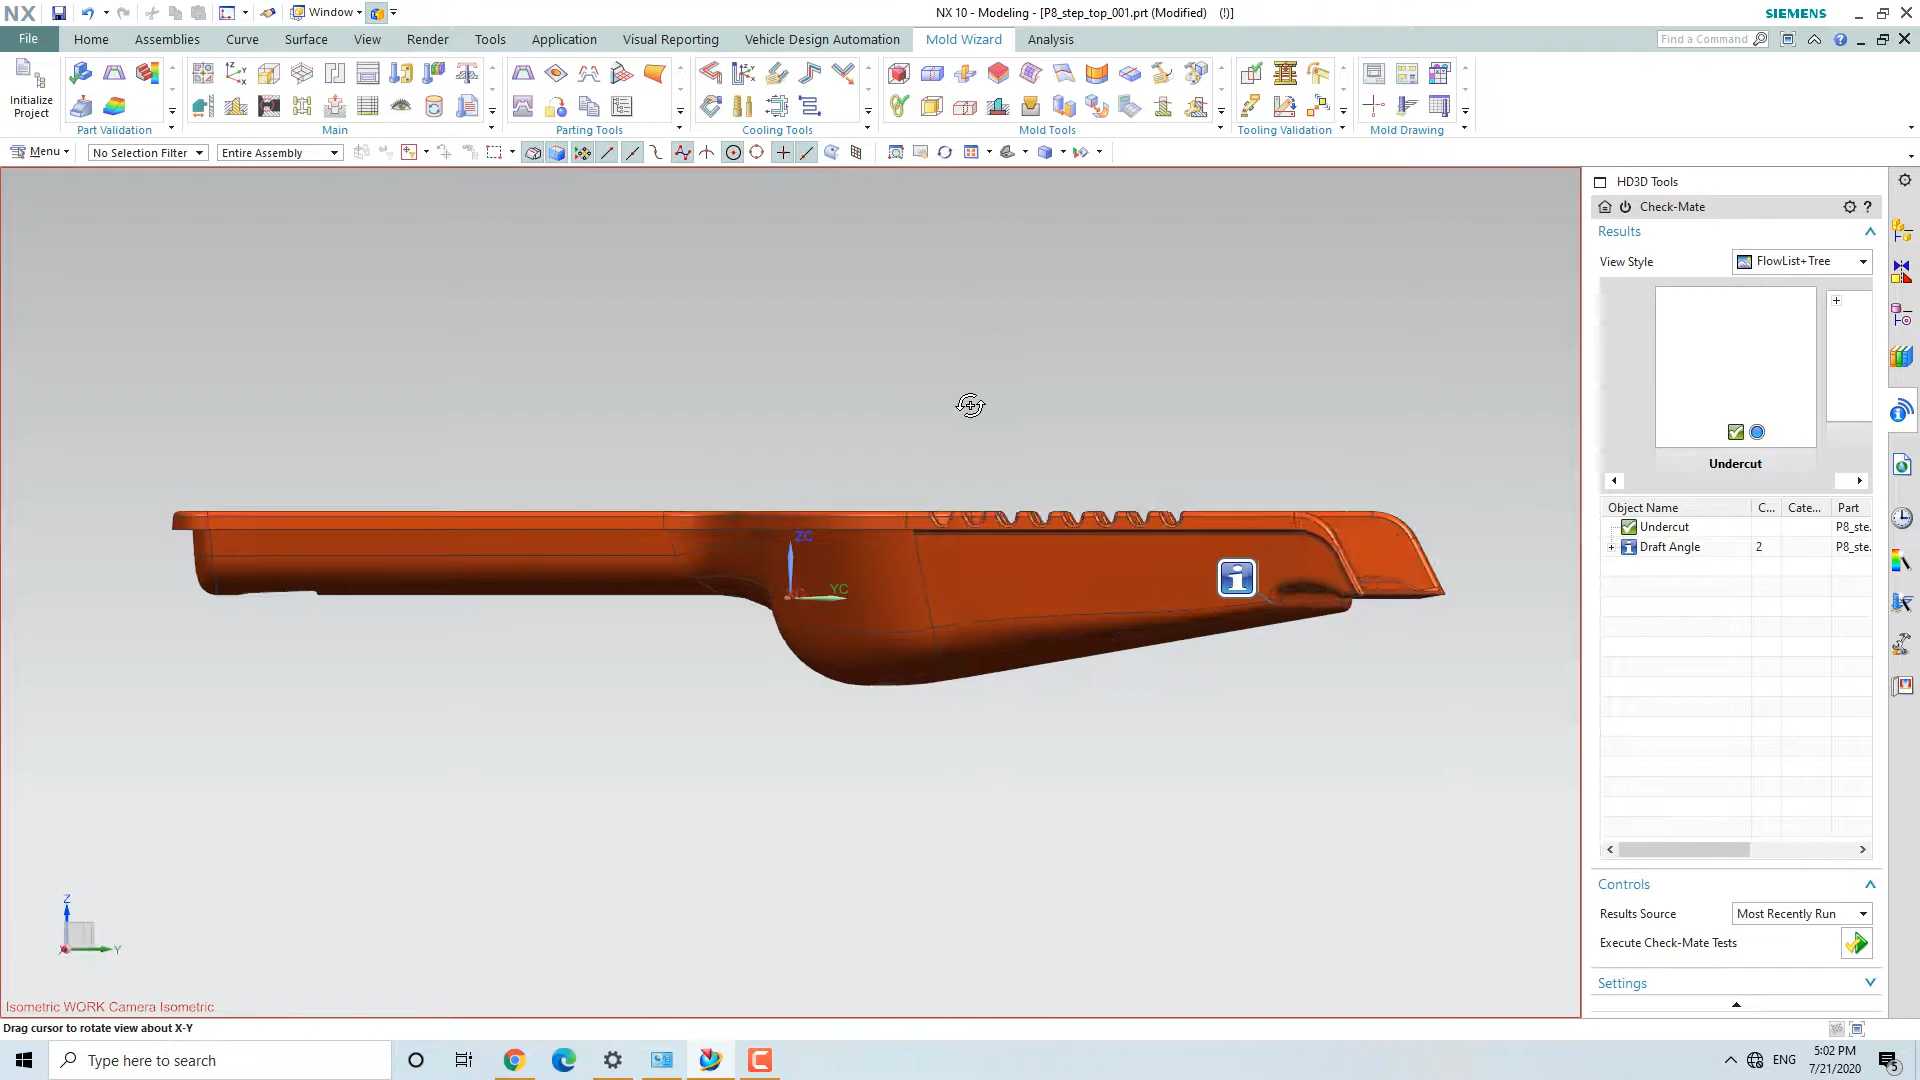 NX
Window
NX 10 - Modeling - [P8_step_top_001.prt (Modified)   (!)]
SIEMENS
File
Home
Assemblies
Curve
Surface
View
Render
Tools
Application
Visual Reporting
Vehicle Design Automation
Mold Wizard
Analysis
Find a Command
Initialize
Project
Part Validation
Main
Parting Tools
Cooling Tools
Mold Tools
Tooling Validation
Mold Drawing
Menu
No Selection Filter
Entire Assembly
HD3D Tools
Check-Mate
Results
View Style
FlowList+Tree
Undercut
Object Name
C...
Cate...
Part
Undercut
P8_ste.
Draft Angle
2
P8_ste.
ZC
YC
Z
Y
Controls
Results Source
Most Recently Run
Execute Check-Mate Tests
Settings
Isometric WORK Camera Isometric
Drag cursor to rotate view about X-Y
Type here to search
ENG
5:02 PM
7/21/2020
5